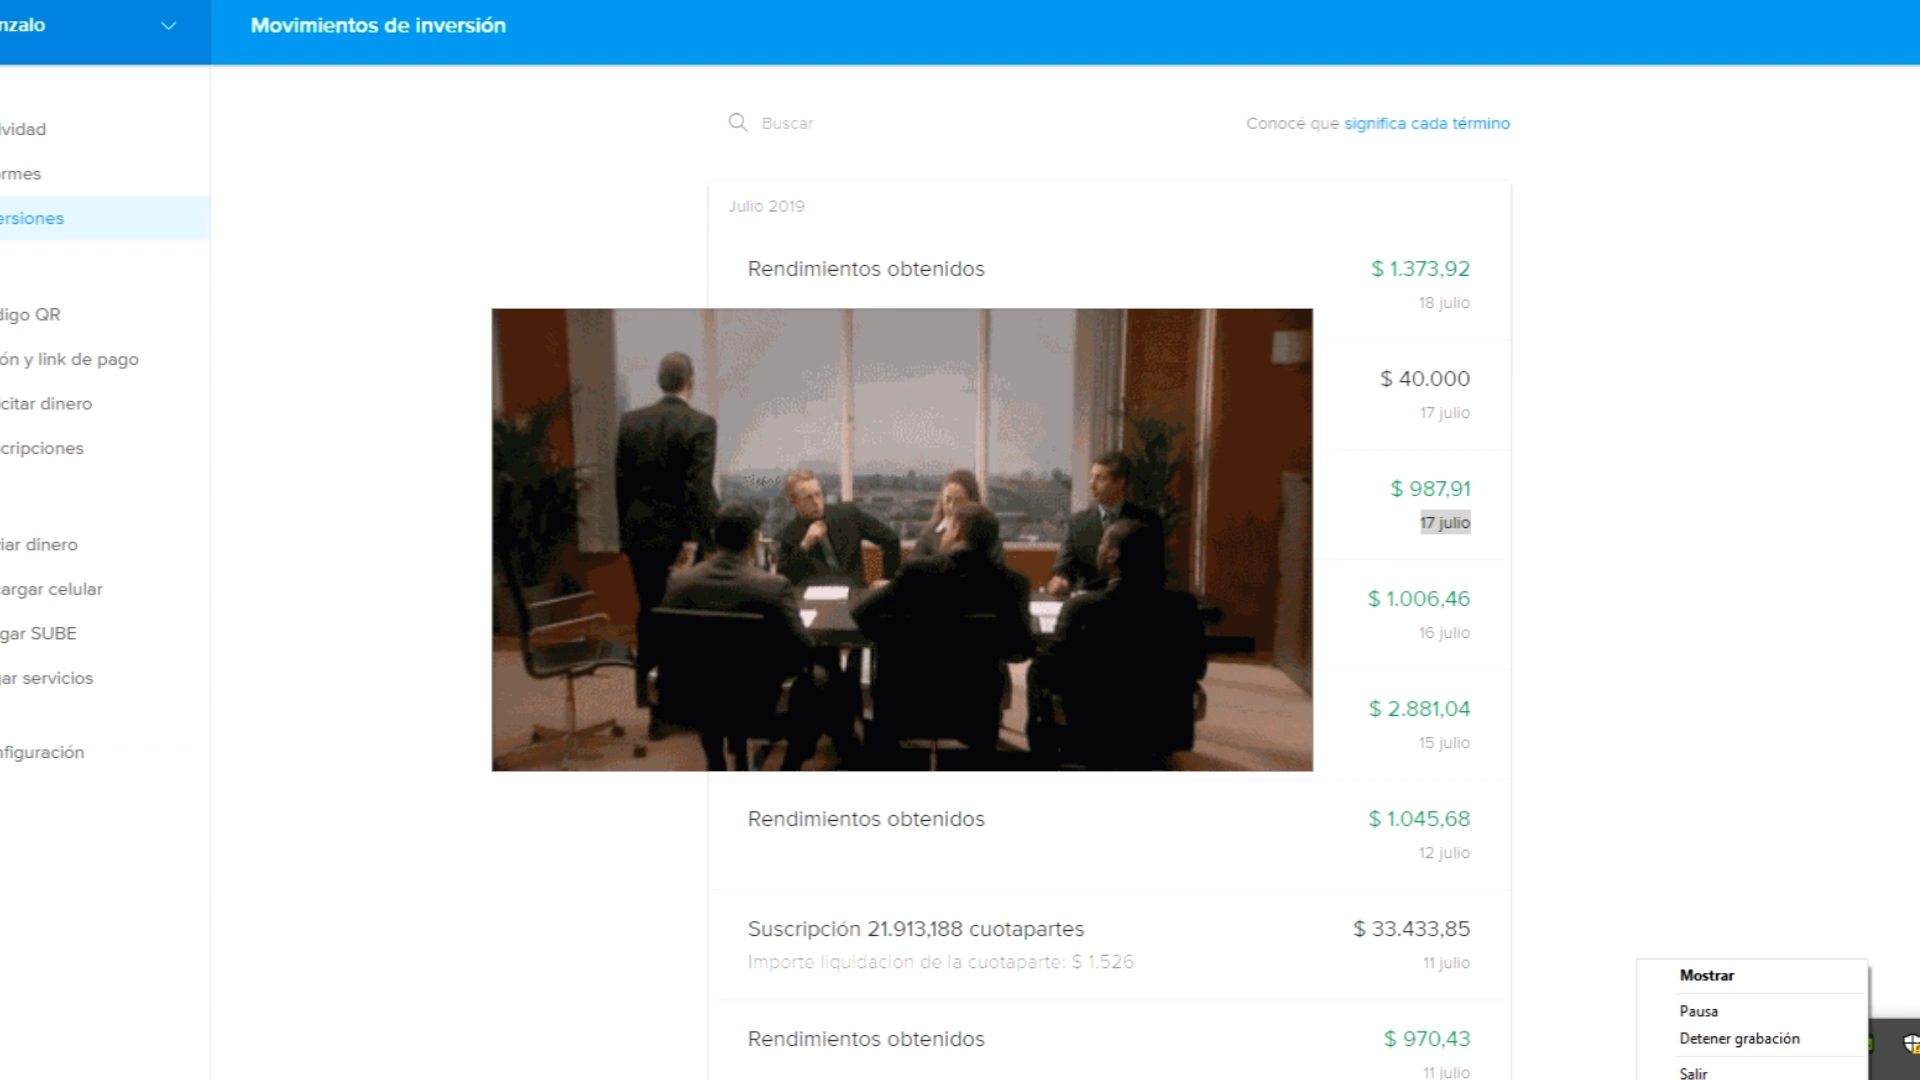 nzalo
Movimientos de inversión
ividad
rmes
ersiones
digo QR
ón y link de pago
citar dinero
cripciones
iar dinero
argar celular
gar SUBE
ar servicios
nfiguración
Buscar
Conocé que significa cada término
Julio 2019
Rendimientos obtenidos
$ 1.373,92
18 julio
$ 40.000
17 julio
$ 987,91
17 julio
$ 1.006,46
16 julio
$ 2.881,04
15 julio
Rendimientos obtenidos
$ 1.045,68
12 julio
Suscripción 21.913,188 cuotapartes
$ 33.433,85
Importe liquidacion de la cuotaparte: $ 1.526
11 julio
Rendimientos obtenidos
$ 970,43
11 julio
Mostrar
Pausa
Detener grabación
Salir